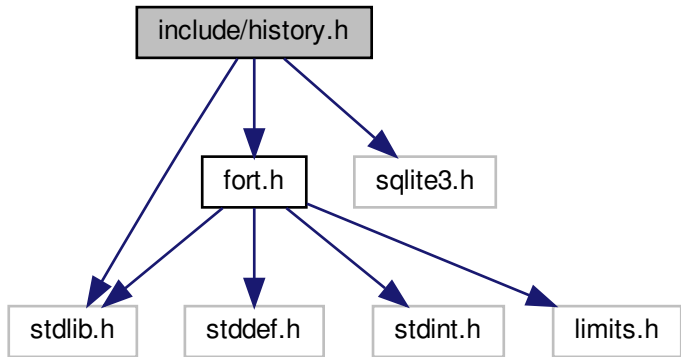 include/history.h
fort.h
sqlite3.h
stdlib.h
stddef.h
stdint.h
limits.h